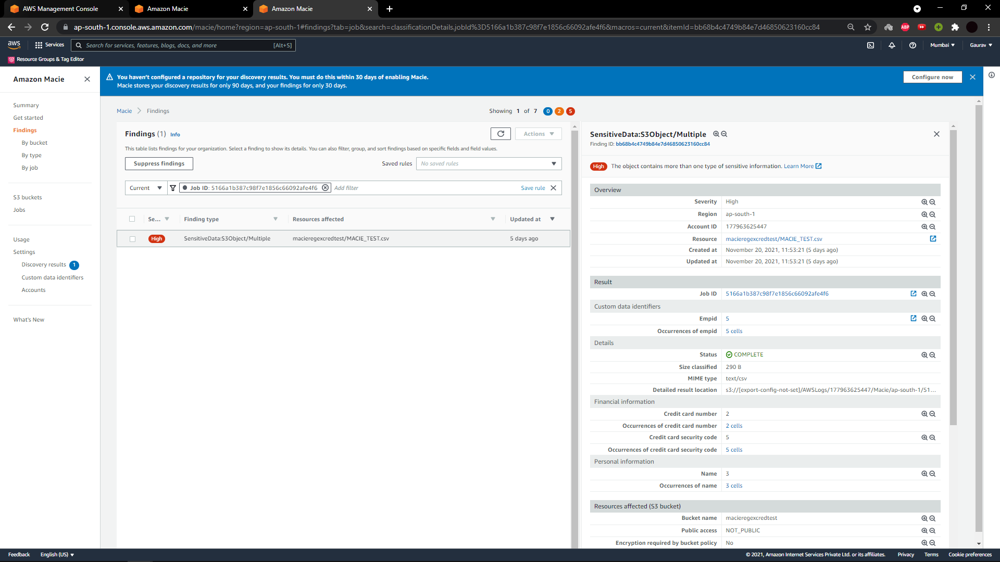 AWS Management Console
Amazon Macie
Amazon Macie
ap-south-1.console.aws.amazon.com/macie/home?region=ap-south-1#findings?tab=job&search=classificationDetails.jobId%3D5166a1b387c98f7e1856c66092afe4f6&macros=current&itemId=bb68b4c4749b84e7d46850623160cc84
ABP
aws
Services
Search for services, features, blogs, docs, and more
[Alt+S]
Mumbai
Gaurav
Resource Groups & Tag Editor
Amazon Macie
Summary
Get started
Findings
By bucket
By type
By job
S3 buckets
Jobs
Usage
Settings
Discovery results 1
Custom data identifiers
Accounts
What's New
You haven't configured a repository for your discovery results. You must do this within 30 days of enabling Macie.
Macie stores your discovery results for only 90 days, and your findings for only 30 days.
Configure now
Macie > Findings
Showing 1 of 7 0 2 5
Findings (1) Info
Actions
This table lists findings for your organization. Select a finding to show its details. You can also filter, group, and sort findings based on specific fields and field values.
Suppress findings
Saved rules
No saved rules
Current
Job ID: 5166a1b387c98f7e1856c66092afe4f6
Add filter
Save rule
Se... Finding type Resources affected Updated at
High SensitiveData:S3Object/Multiple macieregexcredtest/MACIE_TEST.csv 5 days ago
SensitiveData:S3Object/Multiple
Finding ID: bb68b4c4749b84e7d46850623160cc84
High The object contains more than one type of sensitive information. Learn More
Overview
Severity High
Region ap-south-1
Account ID 177963625447
Resource macieregexcredtest/MACIE_TEST.csv
Created at November 20, 2021, 11:53:21 (5 days ago)
Updated at November 20, 2021, 11:53:21 (5 days ago)
Result
Job ID 5166a1b387c98f7e1856c66092afe4f6
Custom data identifiers
Empid 5
Occurrences of empid 5 cells
Details
Status COMPLETE
Size classified 290 B
MIME type text/csv
Detailed result location s3://[export-config-not-set]/AWSLogs/177963625447/Macie/ap-south-1/51...
Financial information
Credit card number 2
Occurrences of credit card number 2 cells
Credit card security code 5
Occurrences of credit card security code 5 cells
Personal information
Name 3
Occurrences of name 3 cells
Resources affected (S3 bucket)
Bucket name macieregexcredtest
Public access NOT_PUBLIC
Encryption required by bucket policy No
Feedback English (US)
© 2021, Amazon Internet Services Private Ltd. or its affiliates. Privacy Terms Cookie preferences